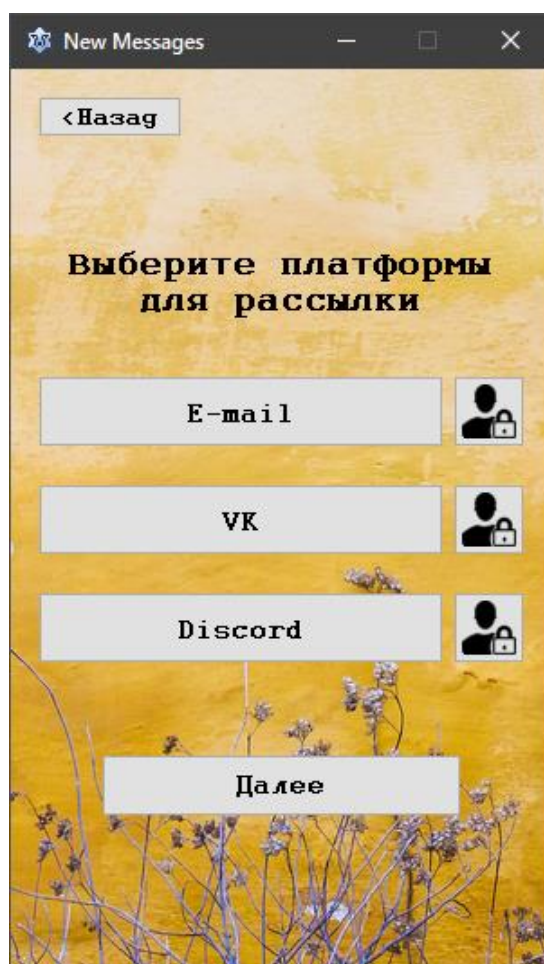 New Messages
<Назад
Выберите платформы
для рассылки
E-mail
VK
Discord
Далее